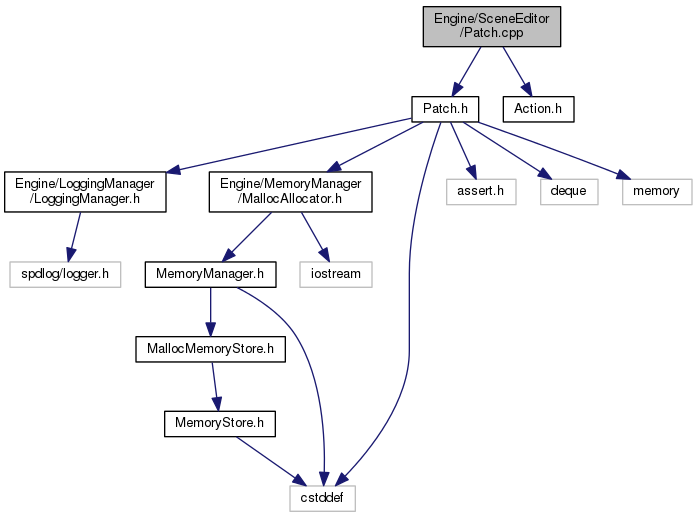 Engine/SceneEditor
/Patch.cpp
Patch.h
Action.h
Engine/LoggingManager
/LoggingManager.h
Engine/MemoryManager
/MallocAllocator.h
assert.h
deque
memory
spdlog/logger.h
MemoryManager.h
iostream
MallocMemoryStore.h
MemoryStore.h
cstddef